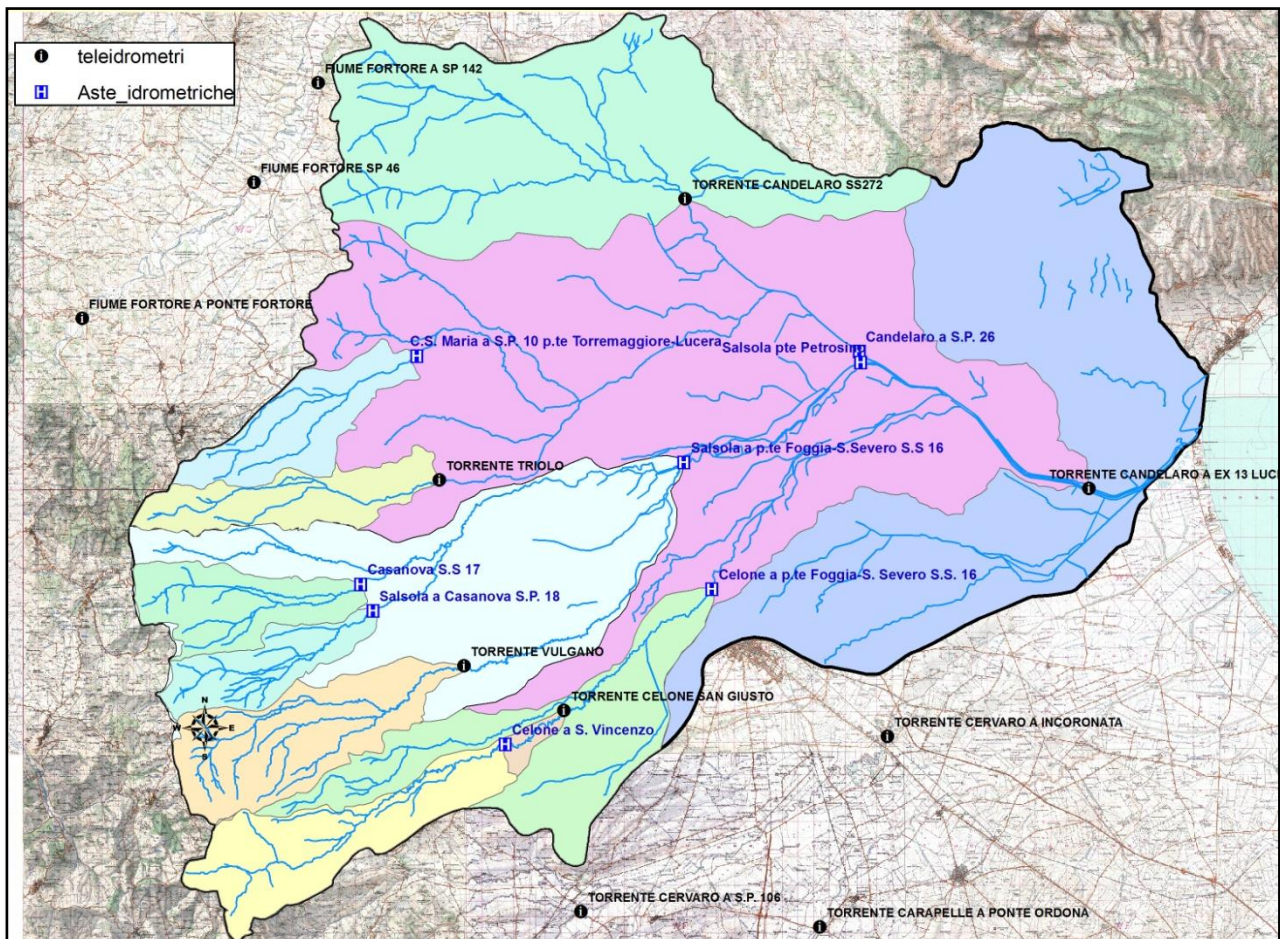 teleidrometri
Aste_idrometriche
FIUME FORTORE A SP 142
FIUME FORTORE SP 46
TORRENTE CANDELARO SS272
FIUME FORTORE A PONTE FORTORE
C.S. Maria a S.P. 10 p.te Torremaggiore-Lucera
Salsola pte Petrosino
Candelaro a S.P. 26
Salsola a p.te Foggia-S.Severo S.S 16
TORRENTE TRIOLO
TORRENTE CANDELARO A EX 13 LUCI
Casanova S.S 17
Salsola a Casanova S.P. 18
Celone a p.te Foggia-S. Severo S.S. 16
TORRENTE VULGANO
TORRENTE CELONE SAN GIUSTO
N
W
E
S
Celone a S. Vincenzo
TORRENTE CERVARO A INCORONATA
TORRENTE CERVARO A S.P. 106
TORRENTE CARAPELLE A PONTE ORDONA